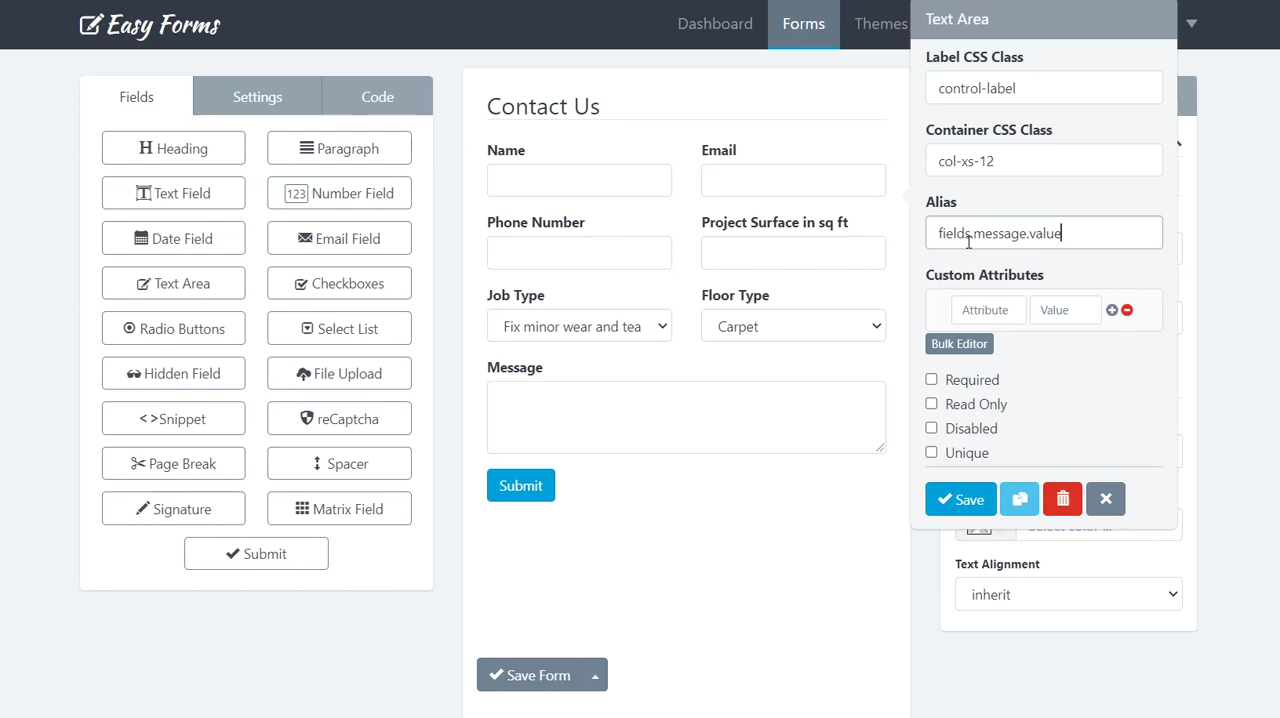 Easy Forms
Dashboard
Forms
Themes
Fields
Settings
Code
Heading
Paragraph
Text Field
123 Number Field
Date Field
Email Field
Text Area
Checkboxes
Radio Buttons
Select List
Hidden Field
File Upload
<>Snippet
reCaptcha
Page Break
Spacer
Signature
Matrix Field
Submit
Contact Us
Name
Email
Phone Number
Project Surface in sq ft
Job Type
Floor Type
Fix minor wear and tea
Carpet
Message
Submit
Save Form
Text Area
Label CSS Class
control-label
Container CSS Class
col-xs-12
Alias
fields.message.value
Custom Attributes
Attribute
Value
Bulk Editor
Required
Read Only
Disabled
Unique
Save
Text Alignment
inherit